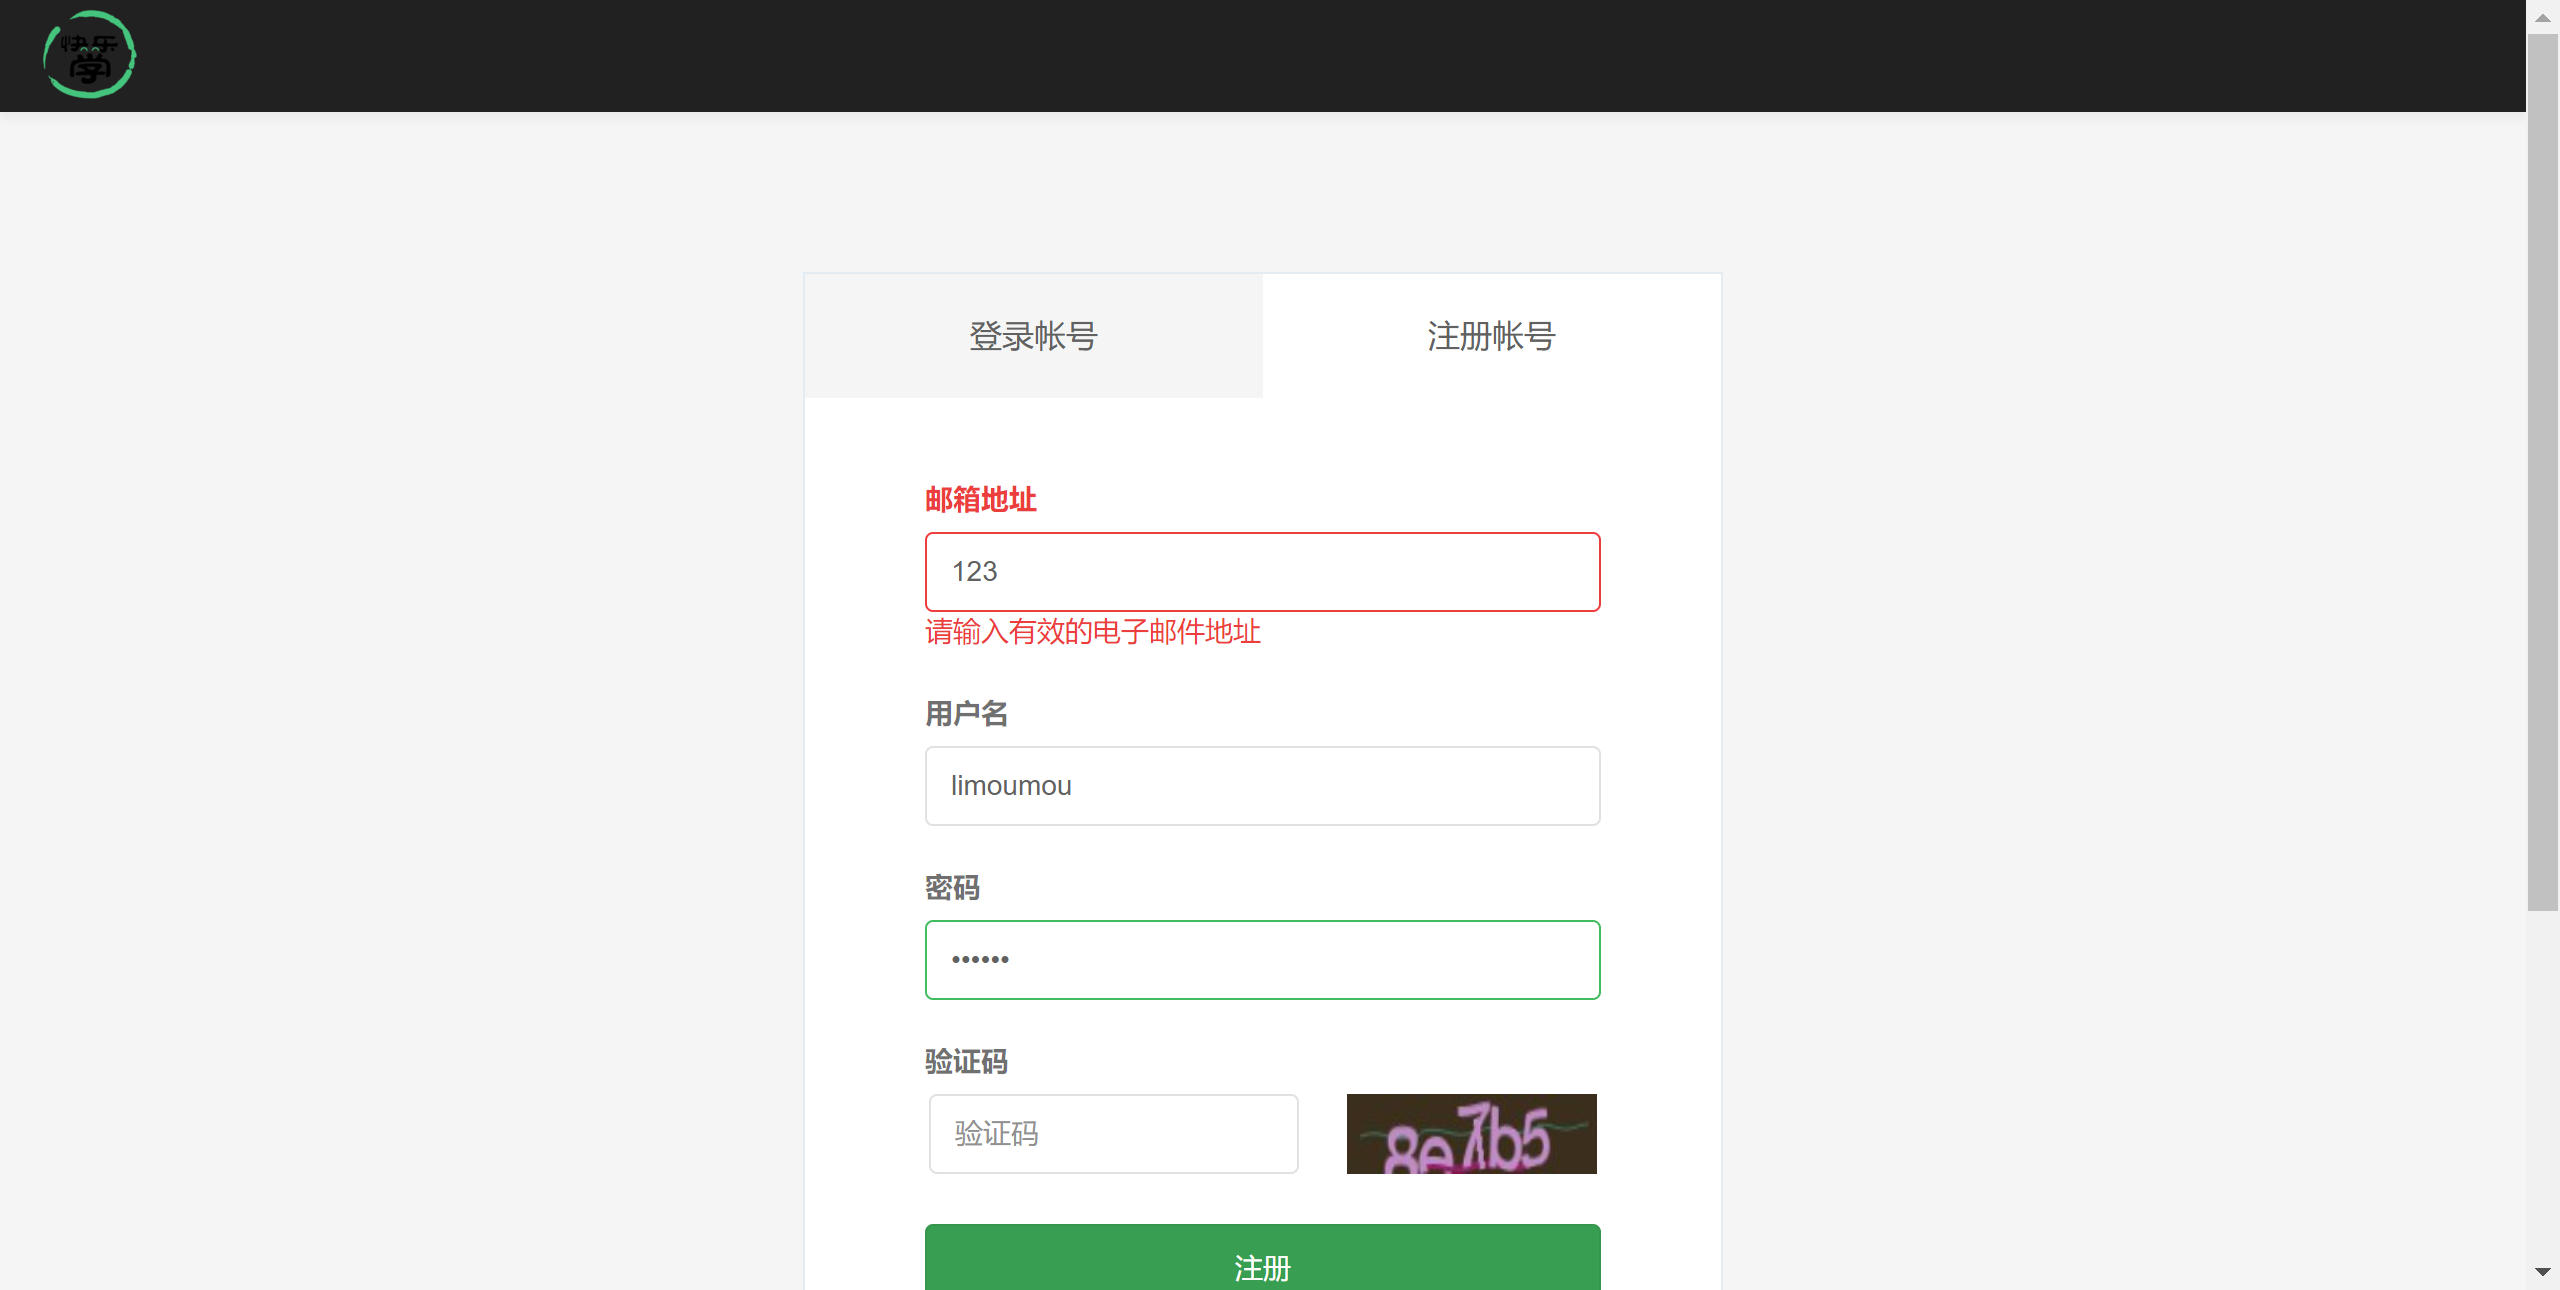 快乐
学
登录帐号
注册帐号
邮箱地址
123
请输入有效的电子邮件地址
用户名
limoumou
密码
••••••
验证码
验证码
8e7b5
注册